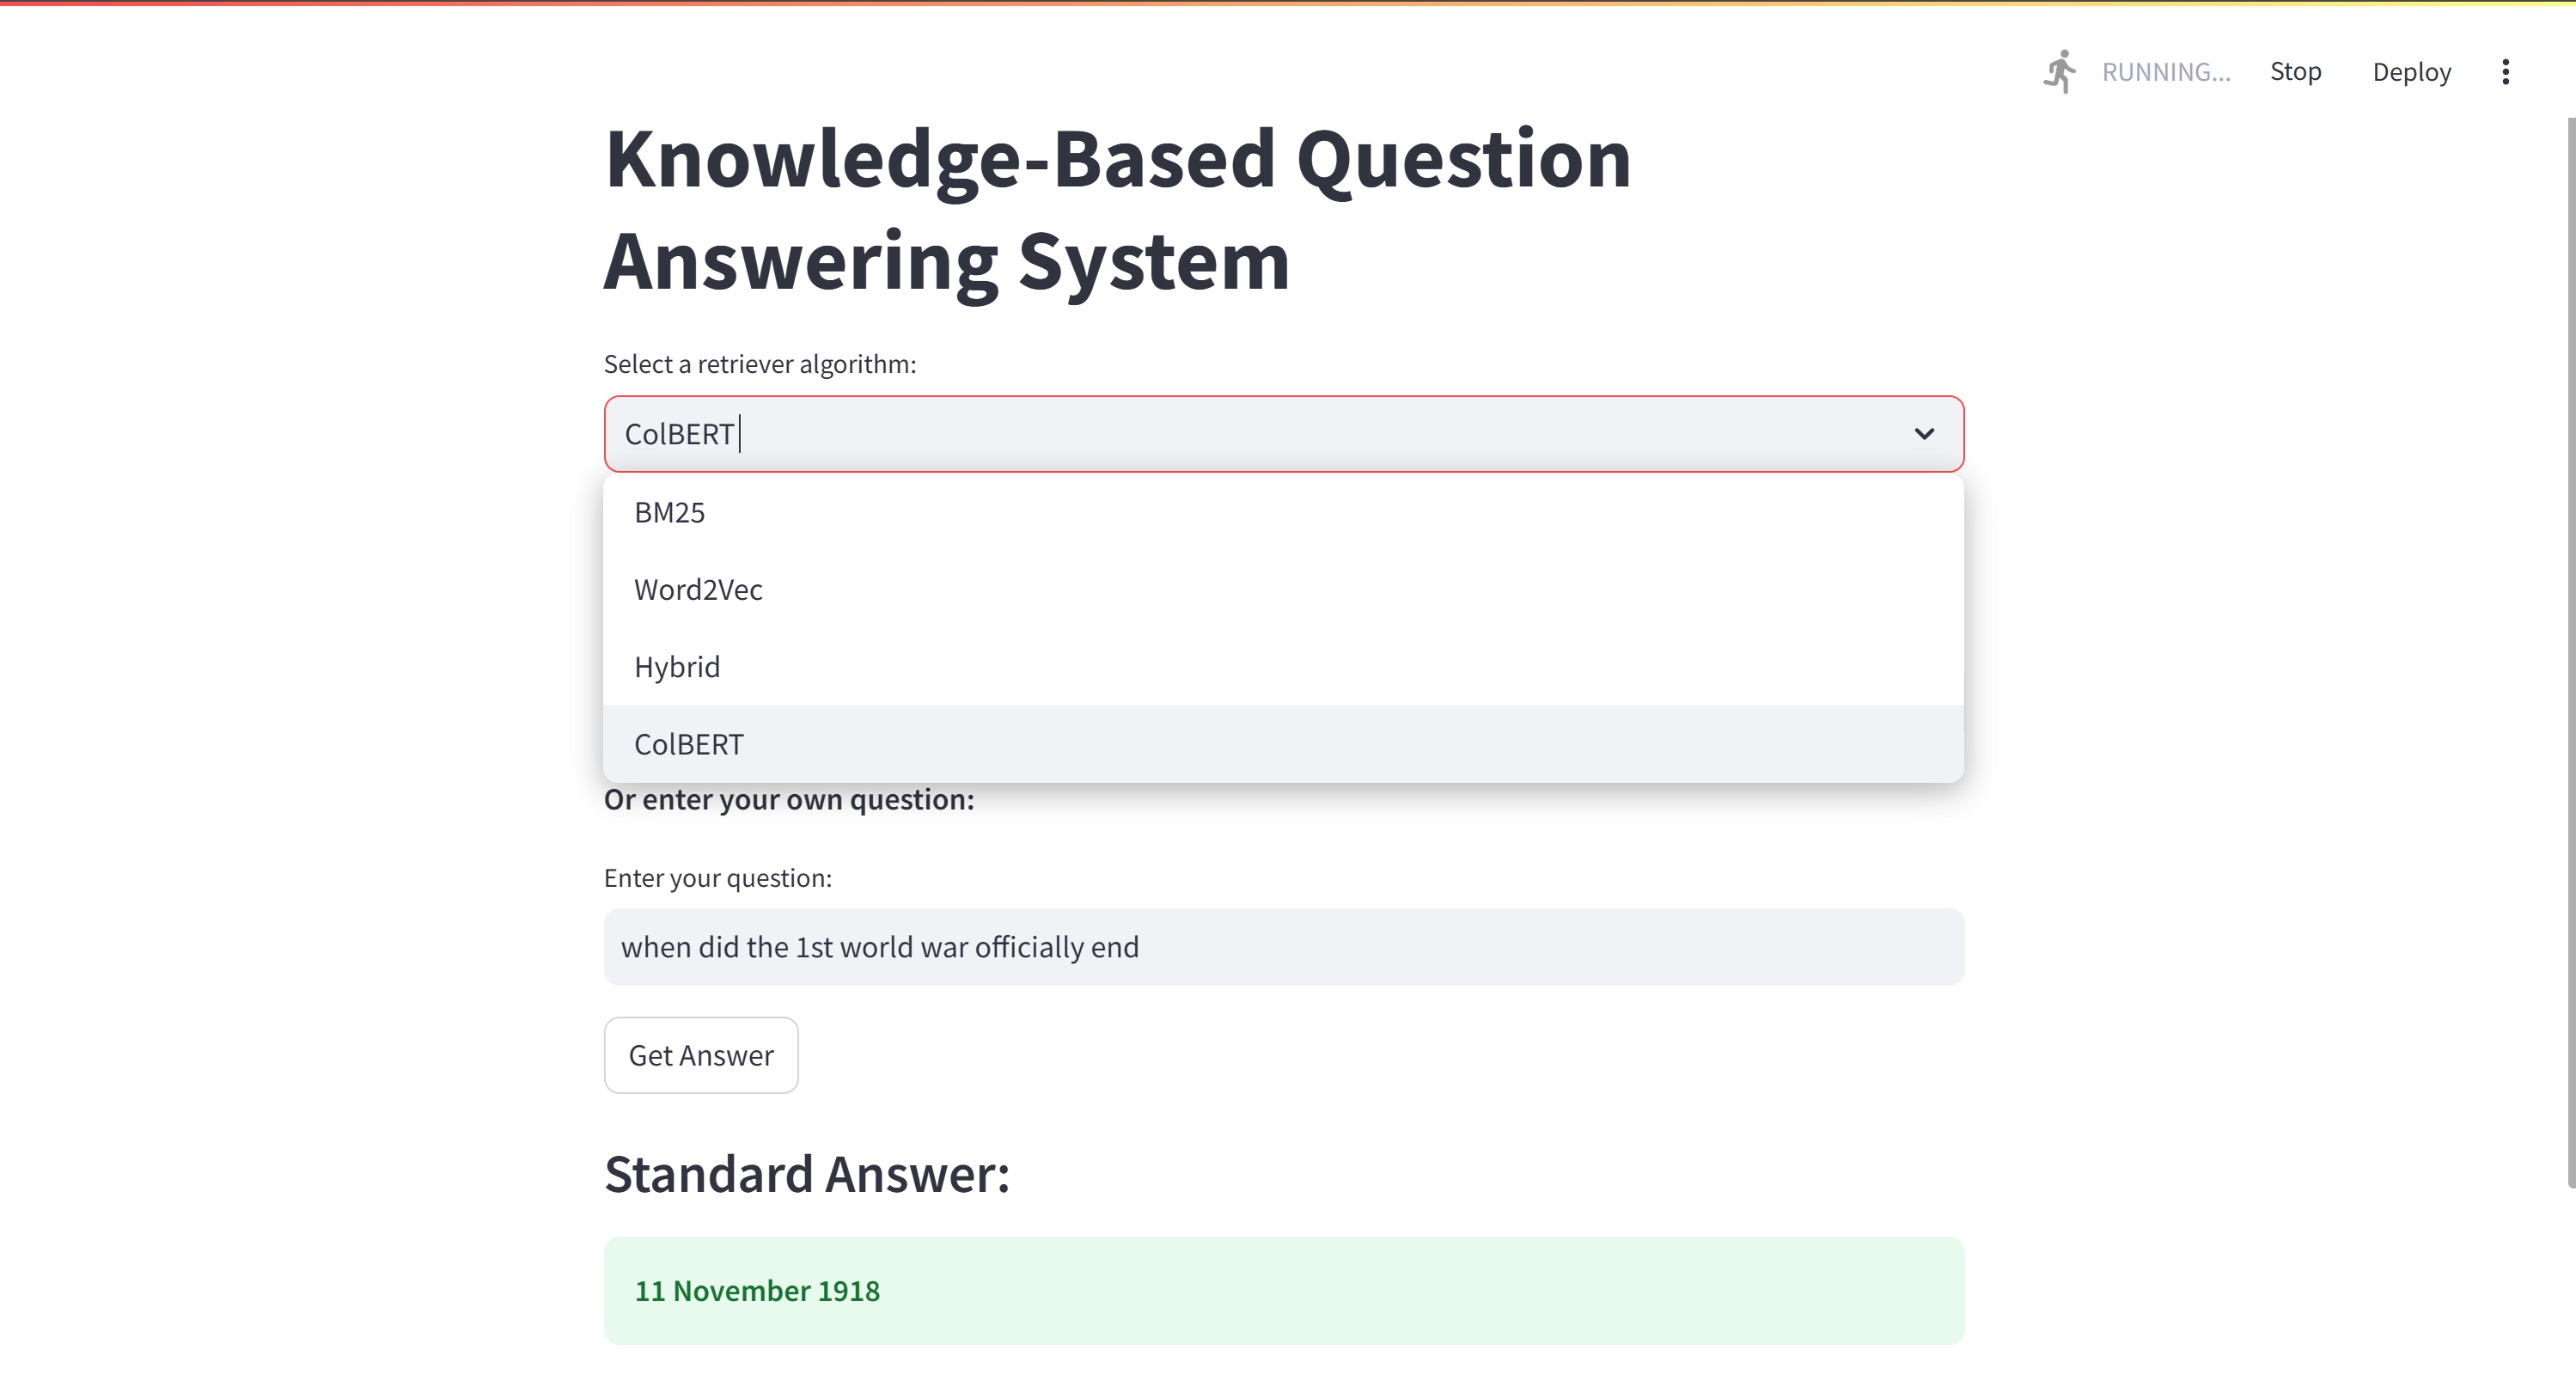 RUNNING...
Stop
Deploy
Knowledge-Based Question
Answering System
Select a retriever algorithm:
ColBERT
BM25
Word2Vec
Hybrid
ColBERT
Or enter your own question:
Enter your question:
when did the 1st world war officially end
Get Answer
Standard Answer:
11 November 1918